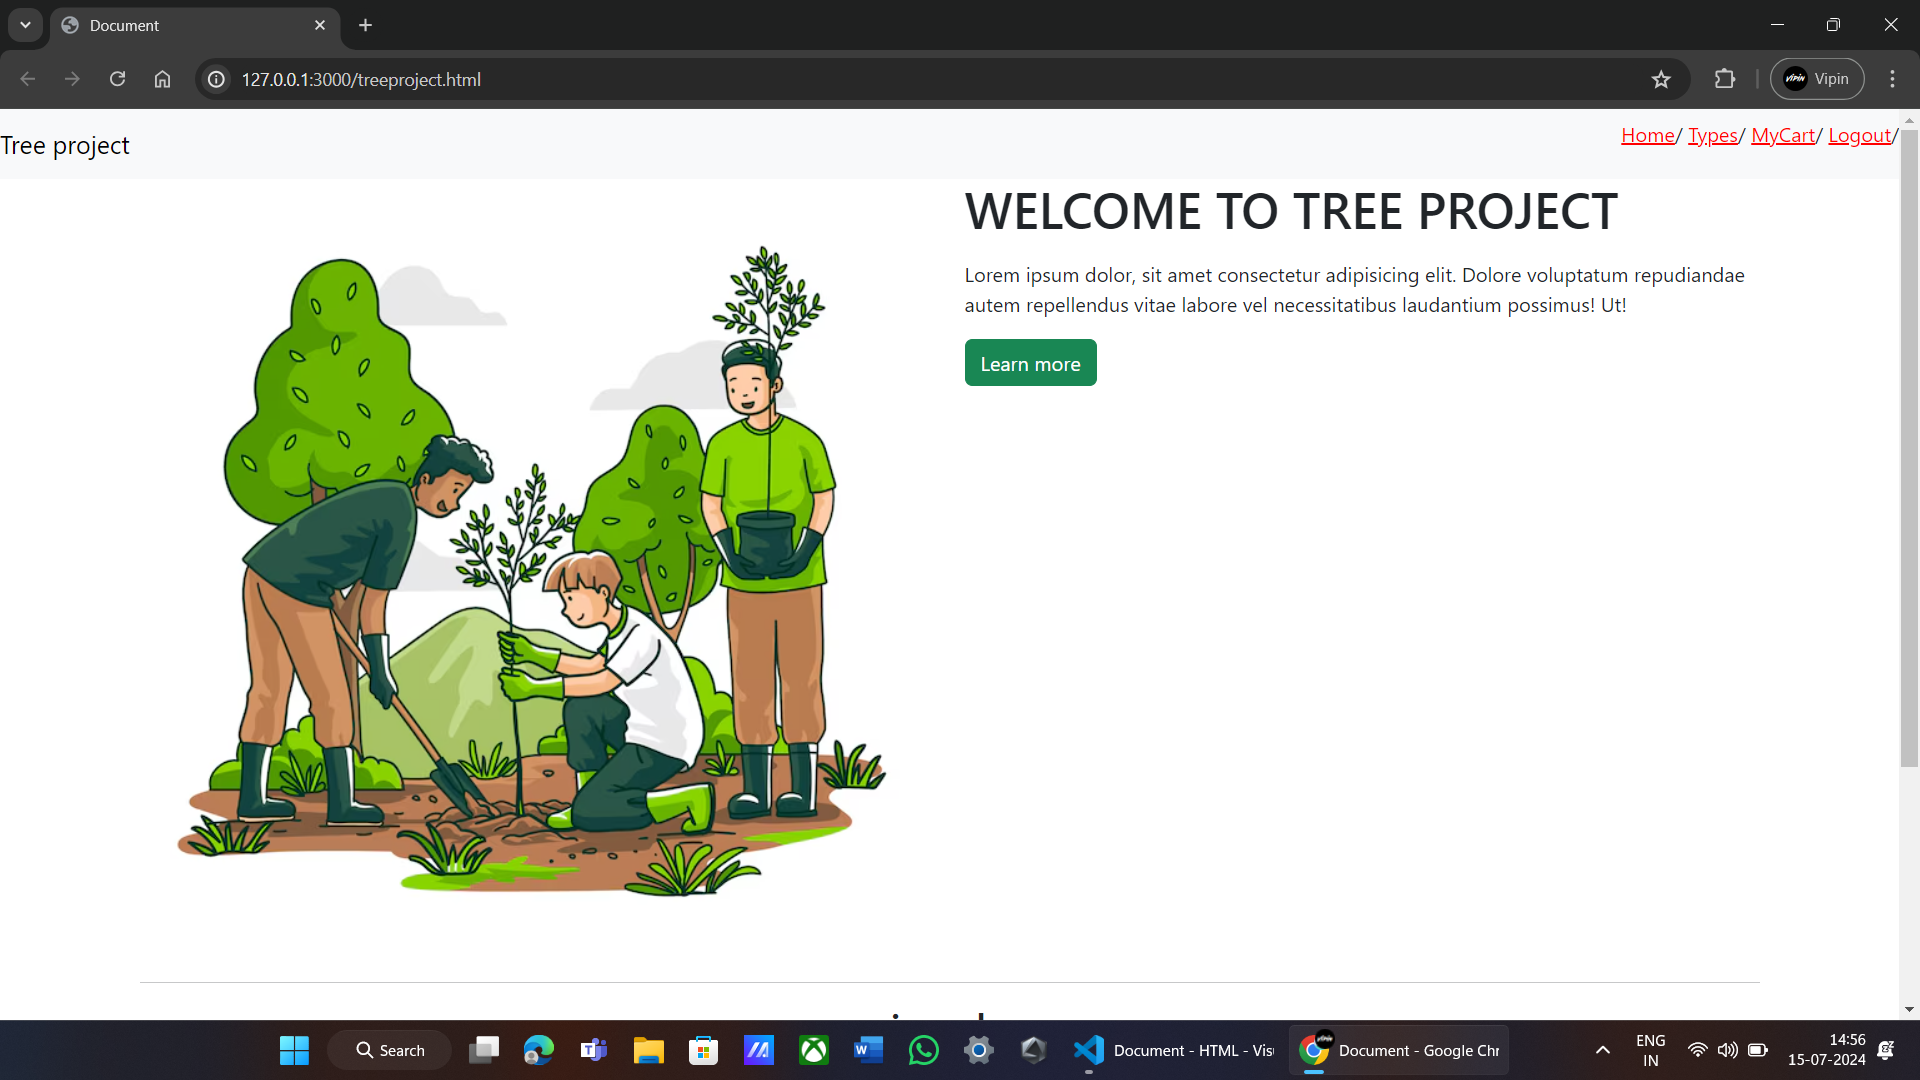 Document
127.0.0.1:3000/treeproject.html
Vipin
Vipin
Tree project
Home/ Types/ MyCart/ Logout/
WELCOME TO TREE PROJECT
Lorem ipsum dolor, sit amet consectetur adipisicing elit. Dolore voluptatum repudiandae
autem repellendus vitae labore vel necessitatibus laudantium possimus! Ut!
Learn more
Search
Document - HTML - Vis
Document - Google Chr
ENG
IN
14:56
15-07-2024